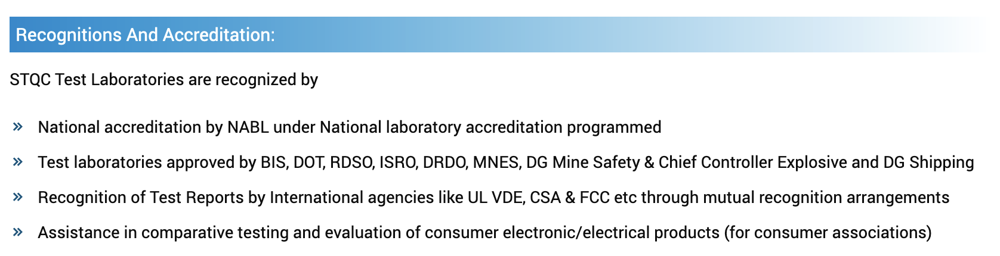 Recognitions And Accreditation:
STQC Test Laboratories are recognized by
» National accreditation by NABL under National laboratory accreditation programmed
» Test laboratories approved by BIS, DOT, RDSO, ISRO, DRDO, MNES, DG Mine Safety & Chief Controller Explosive and DG Shipping
» Recognition of Test Reports by International agencies like UL VDE, CSA & FCC etc through mutual recognition arrangements
» Assistance in comparative testing and evaluation of consumer electronic/electrical products (for consumer associations)